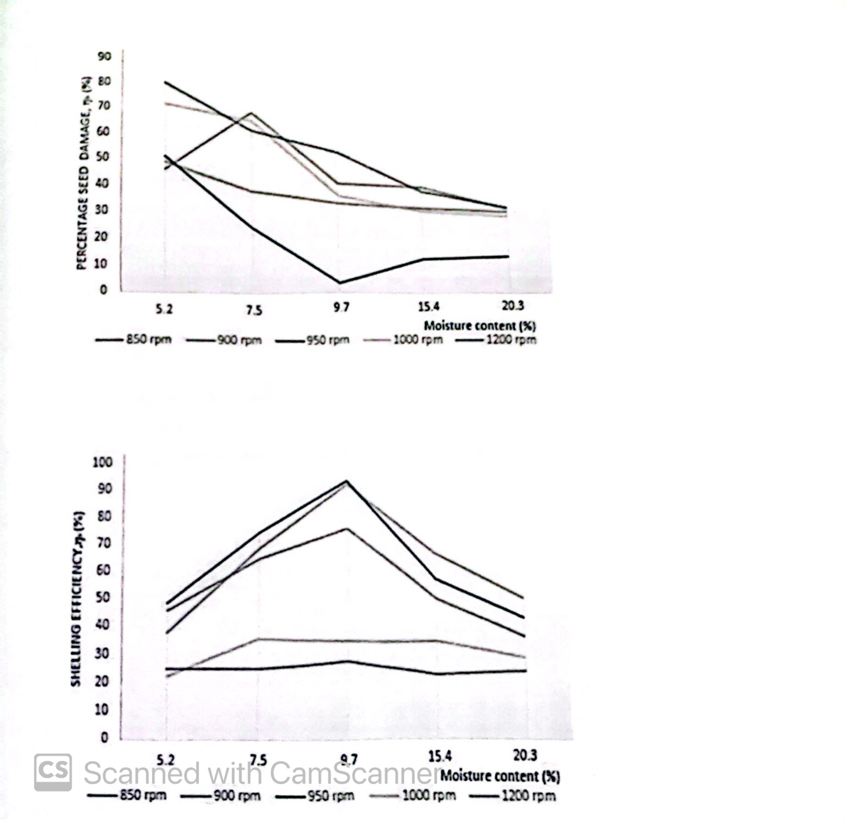 90
80
70
60
50
40
30
20
10
0
PERCENTAGE SEED DAMAGE, (%)
5.2 7.5 9.7 15.4 20.3
Moisture content (%)
850 rpm 900 rpm 950 rpm 1000 rpm 1200 rpm
100
90
80
70
60
50
40
30
20
10
0
SHELLING EFFICIENCY, (%)
5.2 7.5 9.7 15.4 20.3
Moisture content (%)
CS Scanned with CamScanner
850 rpm 900 rpm 950 rpm 1000 rpm 1200 rpm